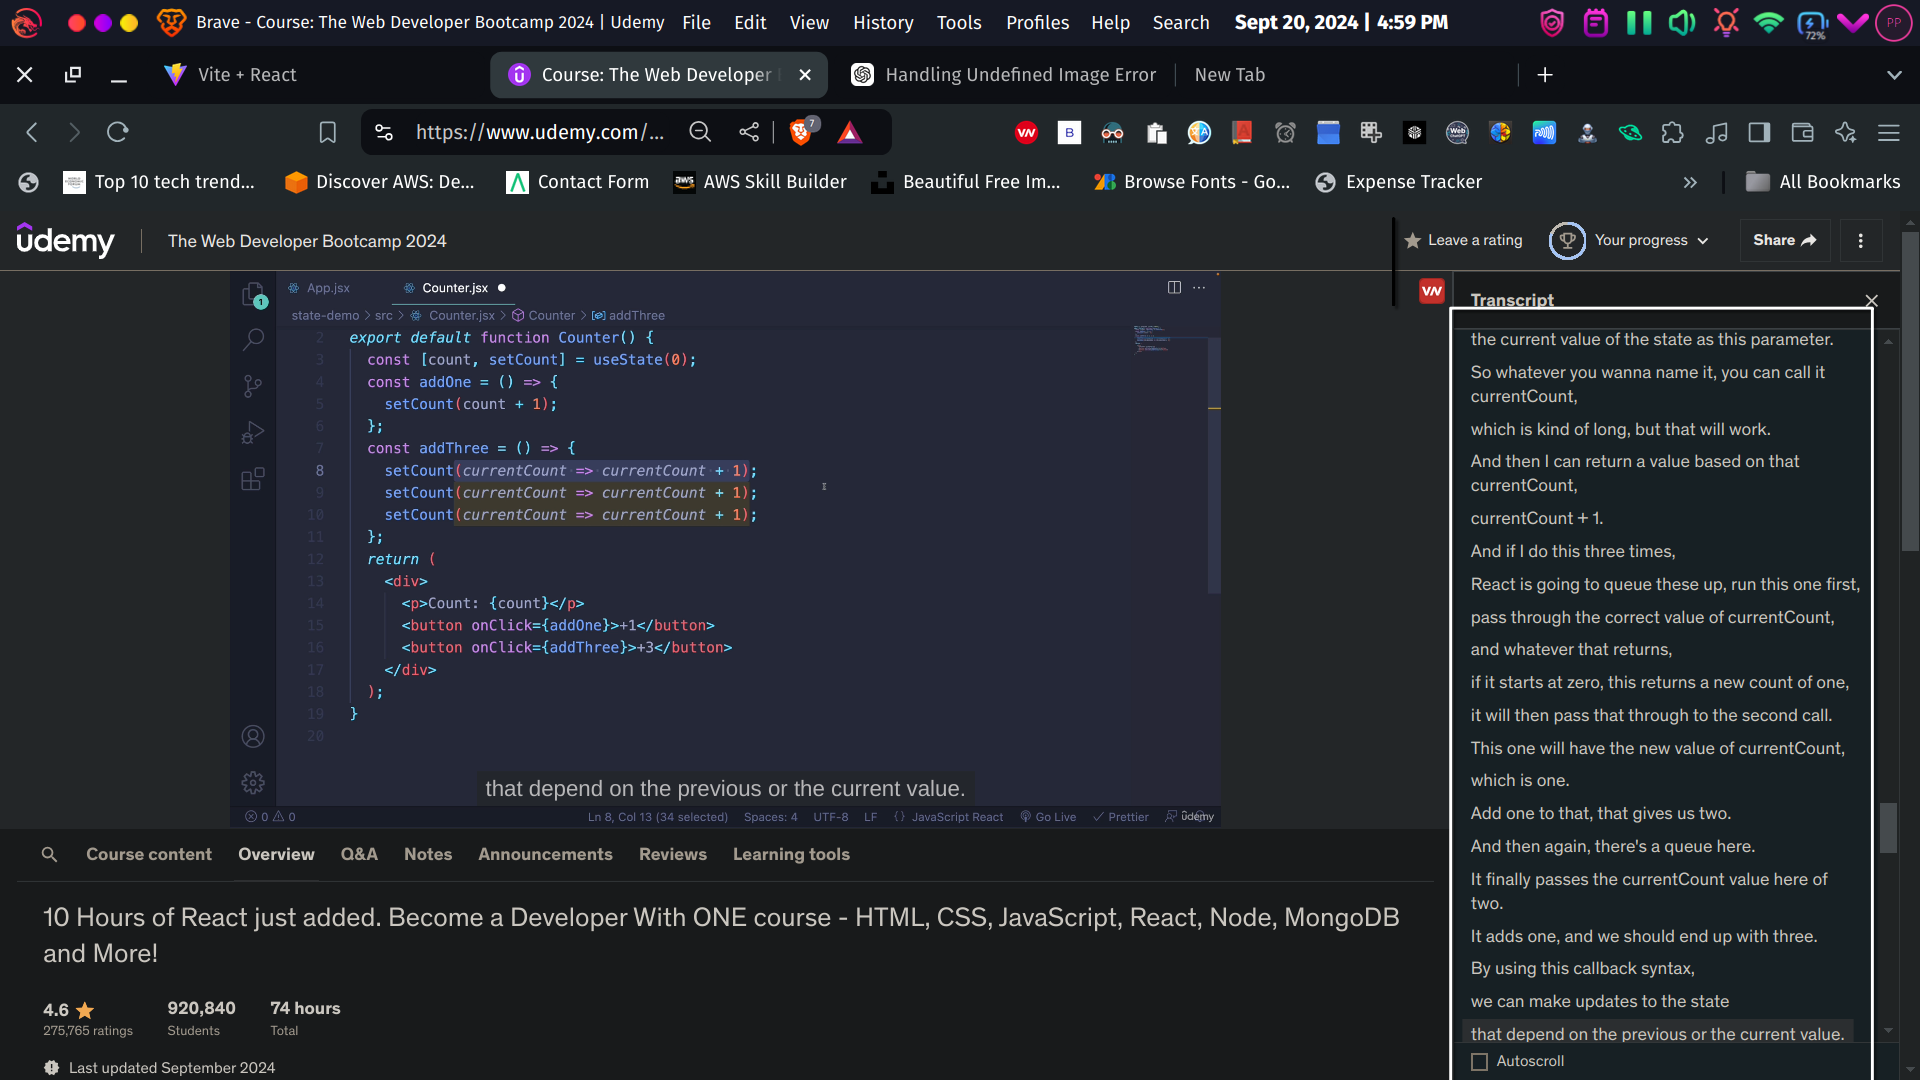 Brave - Course: The Web Developer Bootcamp 2024 | Udemy File Edit View History Tools Profiles Help Search Sept 20, 2024 | 4:59 PM 72% PP
Vite + React Course: The Web Developer Handling Undefined Image Error New Tab
https://www.udemy.com/... 7
Top 10 tech trend... Discover AWS: De... Contact Form AWS Skill Builder Beautiful Free Im... Browse Fonts - Go... Expense Tracker All Bookmarks
udemy The Web Developer Bootcamp 2024 Leave a rating Your progress Share
App.jsx Counter.jsx
state-demo > src > Counter.jsx > Counter > addThree
2 export default function Counter() {
3 const [count, setCount] = useState(0);
4 const addOne = () => {
5 setCount(count + 1);
6 };
7 const addThree = () => {
8 setCount(currentCount => currentCount + 1);
9 setCount(currentCount => currentCount + 1);
10 setCount(currentCount => currentCount + 1);
11 };
12 return (
13 <div>
14 <p>Count: {count}</p>
15 <button onClick={addOne}>+1</button>
16 <button onClick={addThree}>+3</button>
17 </div>
18 );
19 }
20
that depend on the previous or the current value.
0 0 Ln 8, Col 13 (34 selected) Spaces: 4 UTF-8 LF {} JavaScript React Go Live Prettier udemy
Transcript
the current value of the state as this parameter.
So whatever you wanna name it, you can call it
currentCount,
which is kind of long, but that will work.
And then I can return a value based on that
currentCount,
currentCount + 1.
And if I do this three times,
React is going to queue these up, run this one first,
pass through the correct value of currentCount,
and whatever that returns,
if it starts at zero, this returns a new count of one,
it will then pass that through to the second call.
This one will have the new value of currentCount,
which is one.
Add one to that, that gives us two.
And then again, there's a queue here.
It finally passes the currentCount value here of
two.
It adds one, and we should end up with three.
By using this callback syntax,
we can make updates to the state
that depend on the previous or the current value.
Autoscroll
Course content Overview Q&A Notes Announcements Reviews Learning tools
10 Hours of React just added. Become a Developer With ONE course - HTML, CSS, JavaScript, React, Node, MongoDB
and More!
4.6 920,840 74 hours
275,765 ratings Students Total
Last updated September 2024